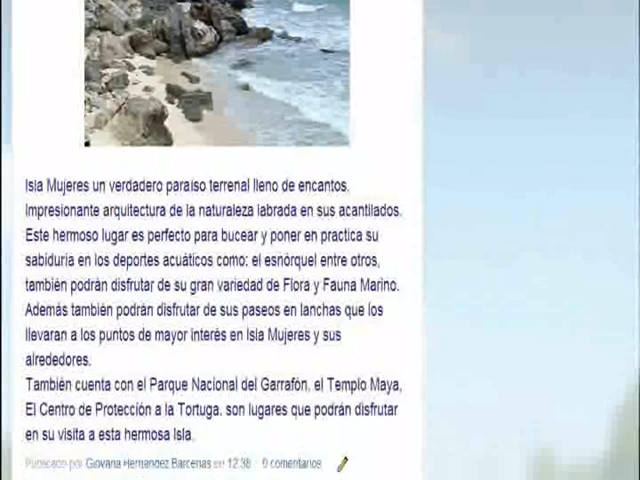 Isla Mujeres un verdadero paraíso terrenal lleno de encantos.
Impresionante arquitectura de la naturaleza labrada en sus acantilados.
Este hermoso lugar es perfecto para bucear y poner en practica su
sabiduría en los deportes acuáticos como: el esnórquel entre otros,
también podrán disfrutar de su gran variedad de Flora y Fauna Marino.
Además también podrán disfrutar de sus paseos en lanchas que los
llevaran a los puntos de mayor interés en Isla Mujeres y sus
alrededores.
También cuenta con el Parque Nacional del Garrafón, el Templo Maya,
El Centro de Protección a la Tortuga. son lugares que podrán disfrutar
en su visita a esta hermosa Isla.
Publicado por Giovana Hernandez Barcenas en 12:38 0 comentarios